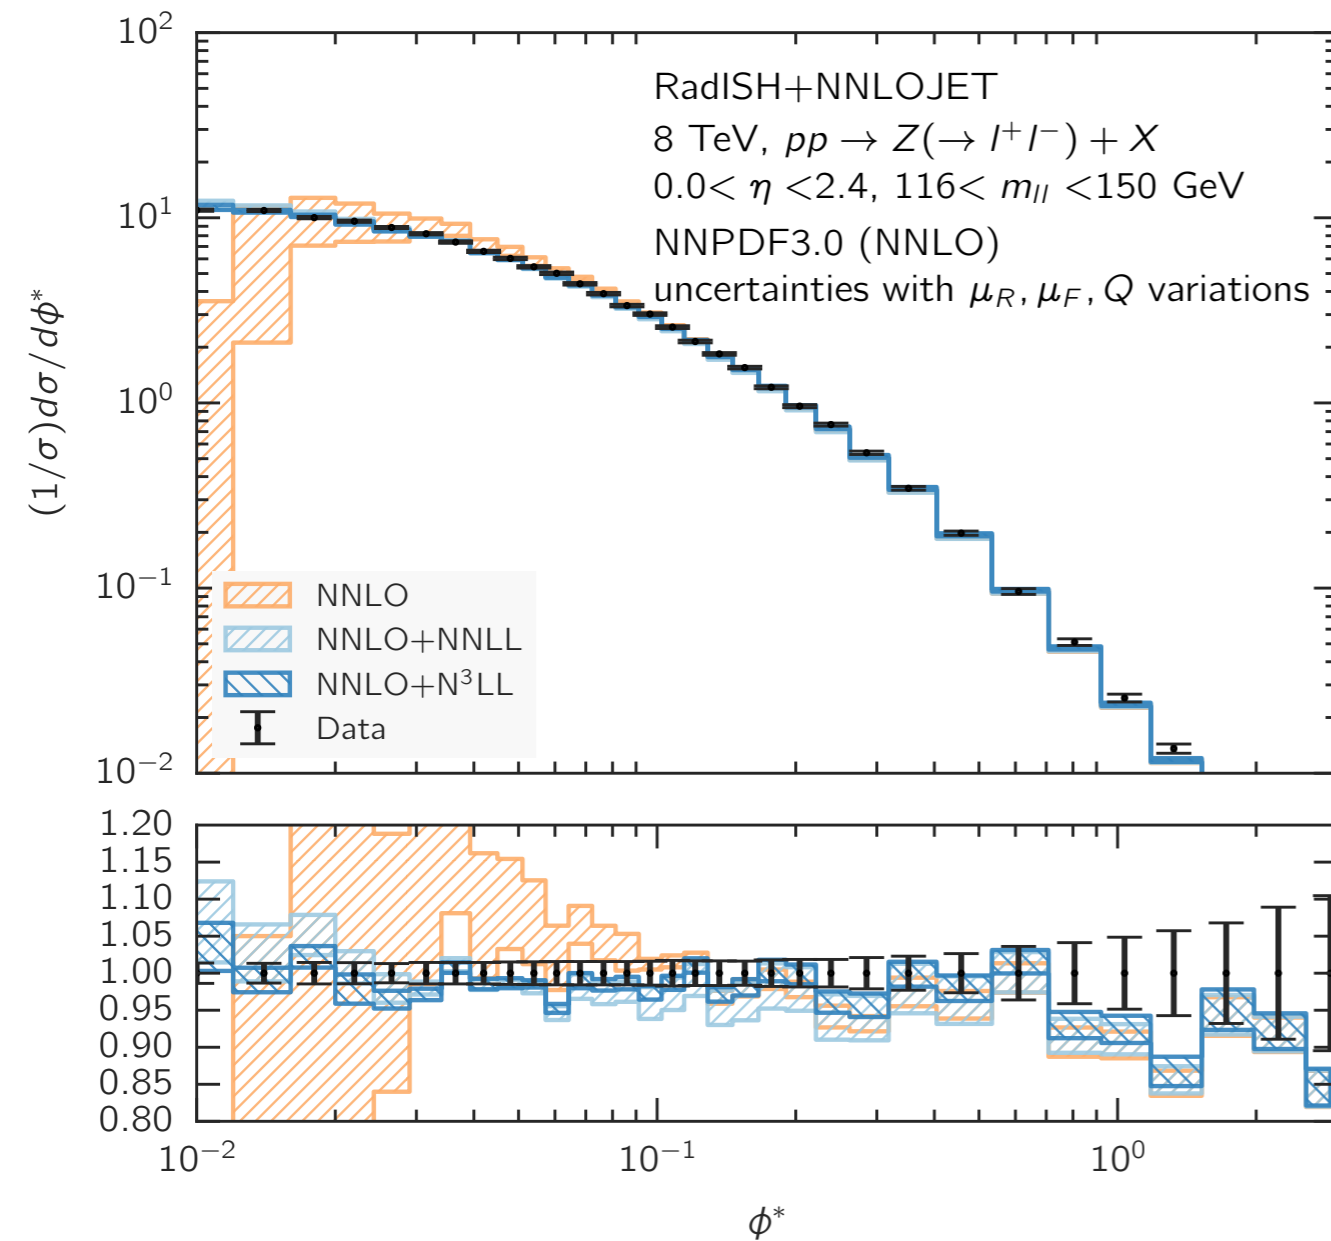 RadISH+NNLOJET
8 TeV, pp → Z(→ l⁺l⁻) + X
0.0< η <2.4, 116< m_ll <150 GeV
NNPDF3.0 (NNLO)
uncertainties with μ_R, μ_F, Q variations
(1/σ)dσ/dϕ*
10²
10¹
10⁰
10⁻¹
10⁻²
NNLO
NNLO+NNLL
NNLO+N³LL
Data
1.20
1.15
1.10
1.05
1.00
0.95
0.90
0.85
0.80
10⁻²
10⁻¹
10⁰
ϕ*